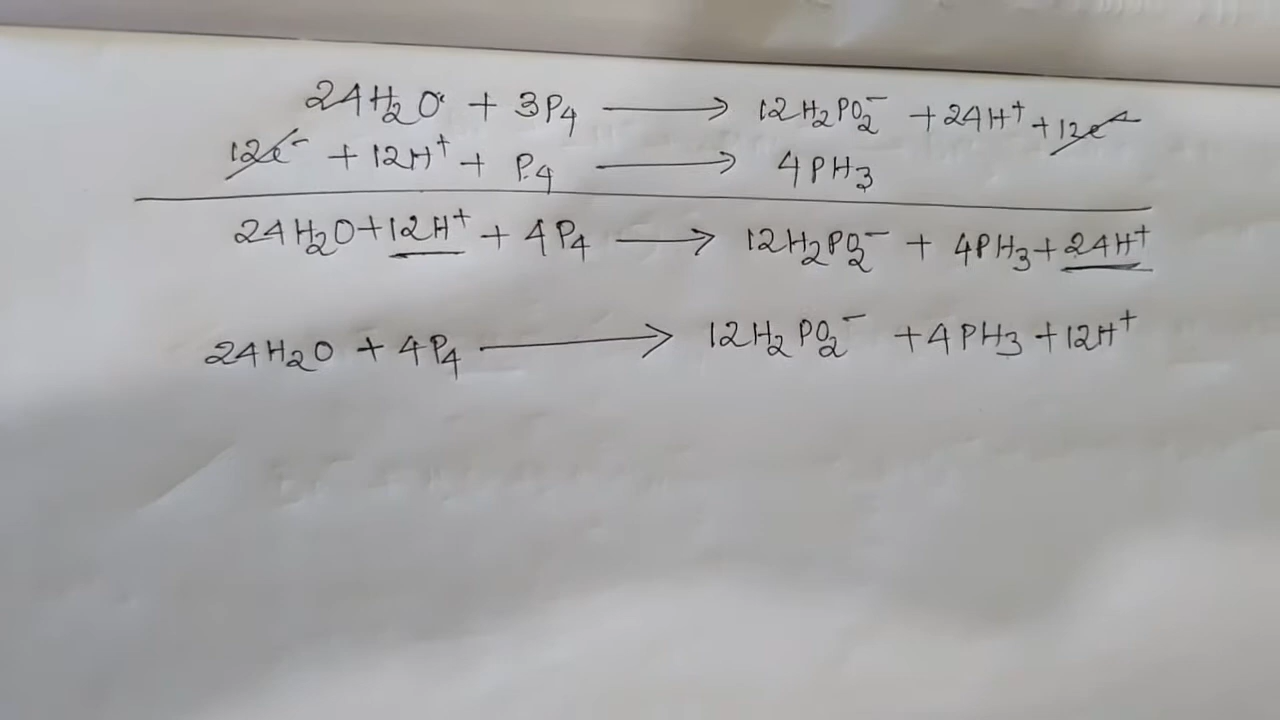 24H₂O + 3P₄ ⟶ 12H₂PO₂⁻ + 24H⁺ + 12e⁻
12e⁻ + 12H⁺ + P₄ ⟶ 4PH₃
24H₂O + 12H⁺ + 4P₄ ⟶ 12H₂PO₂⁻ + 4PH₃ + 24H⁺
24H₂O + 4P₄ ⟶ 12H₂PO₂⁻ + 4PH₃ + 12H⁺